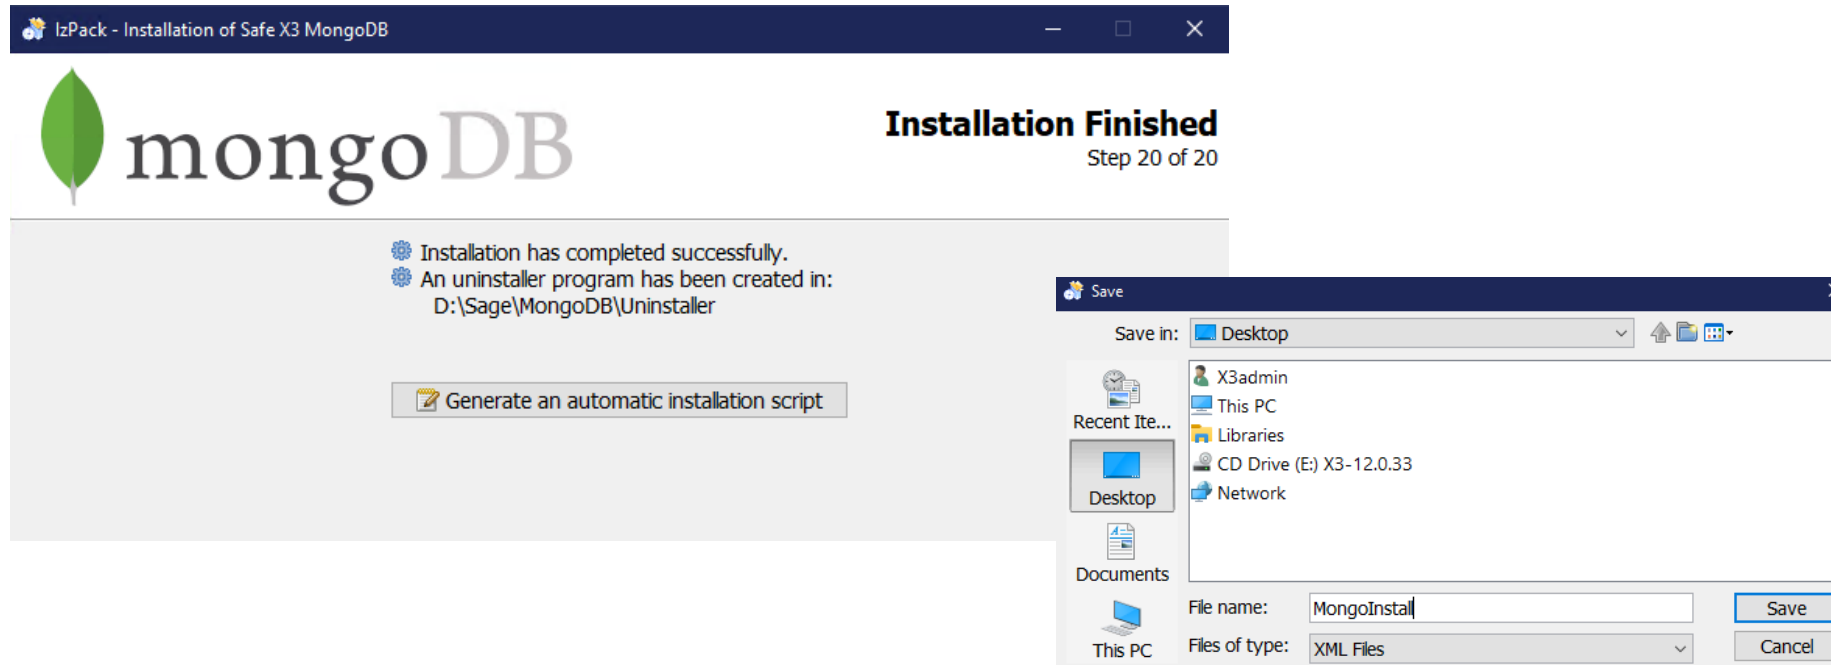 IzPack - Installation of Safe X3 MongoDB
mongoDB
Installation Finished
Step 20 of 20
Installation has completed successfully.
An uninstaller program has been created in:
D:\Sage\MongoDB\Uninstaller
Generate an automatic installation script
Save
Save in:
Desktop
Recent Ite...
Desktop
Documents
This PC
X3admin
This PC
Libraries
CD Drive (E:) X3-12.0.33
Network
File name:
MongoInstall
Save
Files of type:
XML Files
Cancel